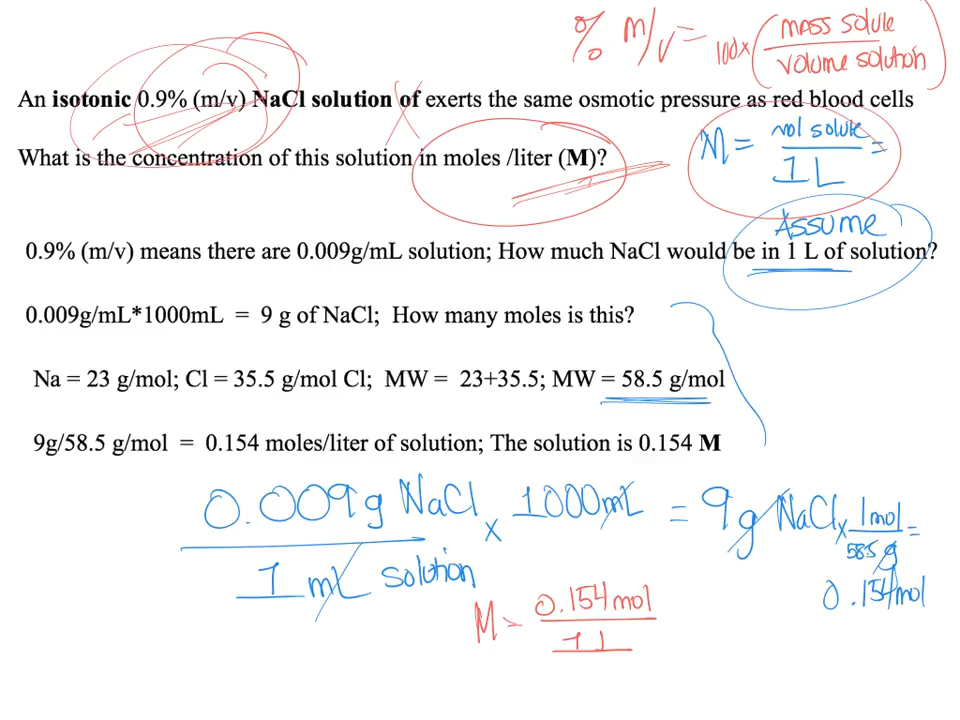 % m/v = 100x (mass solute / volume solution)
An isotonic 0.9% (m/v) NaCl solution of exerts the same osmotic pressure as red blood cells
What is the concentration of this solution in moles /liter (M)?
M = mol solute / 1 L =
Assume
0.9% (m/v) means there are 0.009g/mL solution; How much NaCl would be in 1 L of solution?
0.009g/mL*1000mL = 9 g of NaCl; How many moles is this?
Na = 23 g/mol; Cl = 35.5 g/mol Cl; MW = 23+35.5; MW = 58.5 g/mol
9g/58.5 g/mol = 0.154 moles/liter of solution; The solution is 0.154 M
0.009g NaCl / 1 mL solution x 1000mL = 9g NaCl x 1mol / 58.5 g =
0.154mol
M = 0.154mol / 1 L